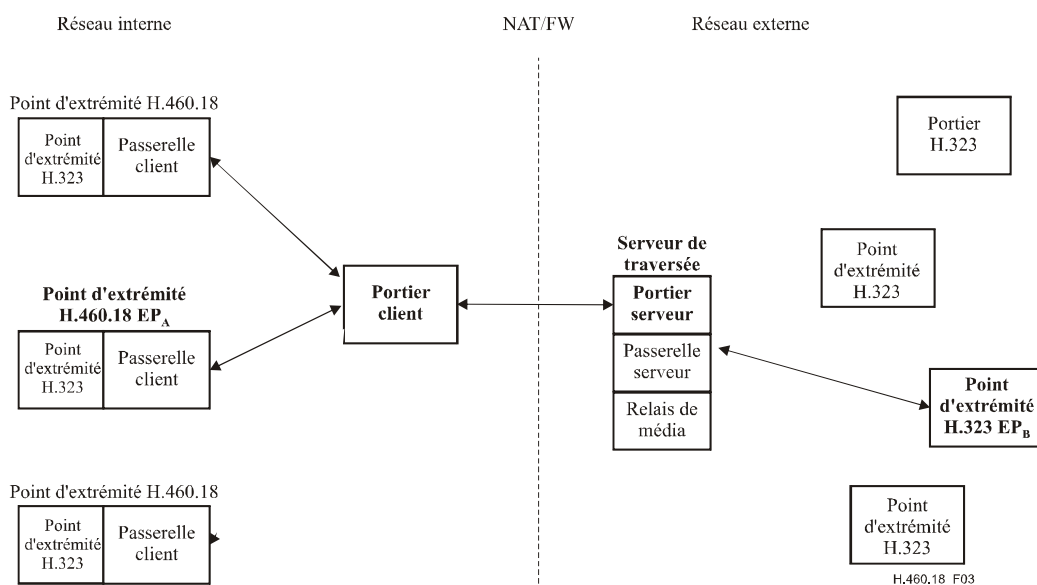 Réseau interne
NAT/FW
Réseau externe
Point d'extrémité H.460.18
Point
d'extrémité
H.323
Passerelle
client
Portier
H.323
Point
d'extrémité
H.323
Serveur de
traversée
Portier
serveur
Passerelle
serveur
Relais de
média
Portier
client
Point d'extrémité
H.460.18 EPA
Point
d'extrémité
H.323
Passerelle
client
Point
d'extrémité
H.323 EPB
Point d'extrémité H.460.18
Point
d'extrémité
H.323
Passerelle
client
Point
d'extrémité
H.323
H.460.18_F03